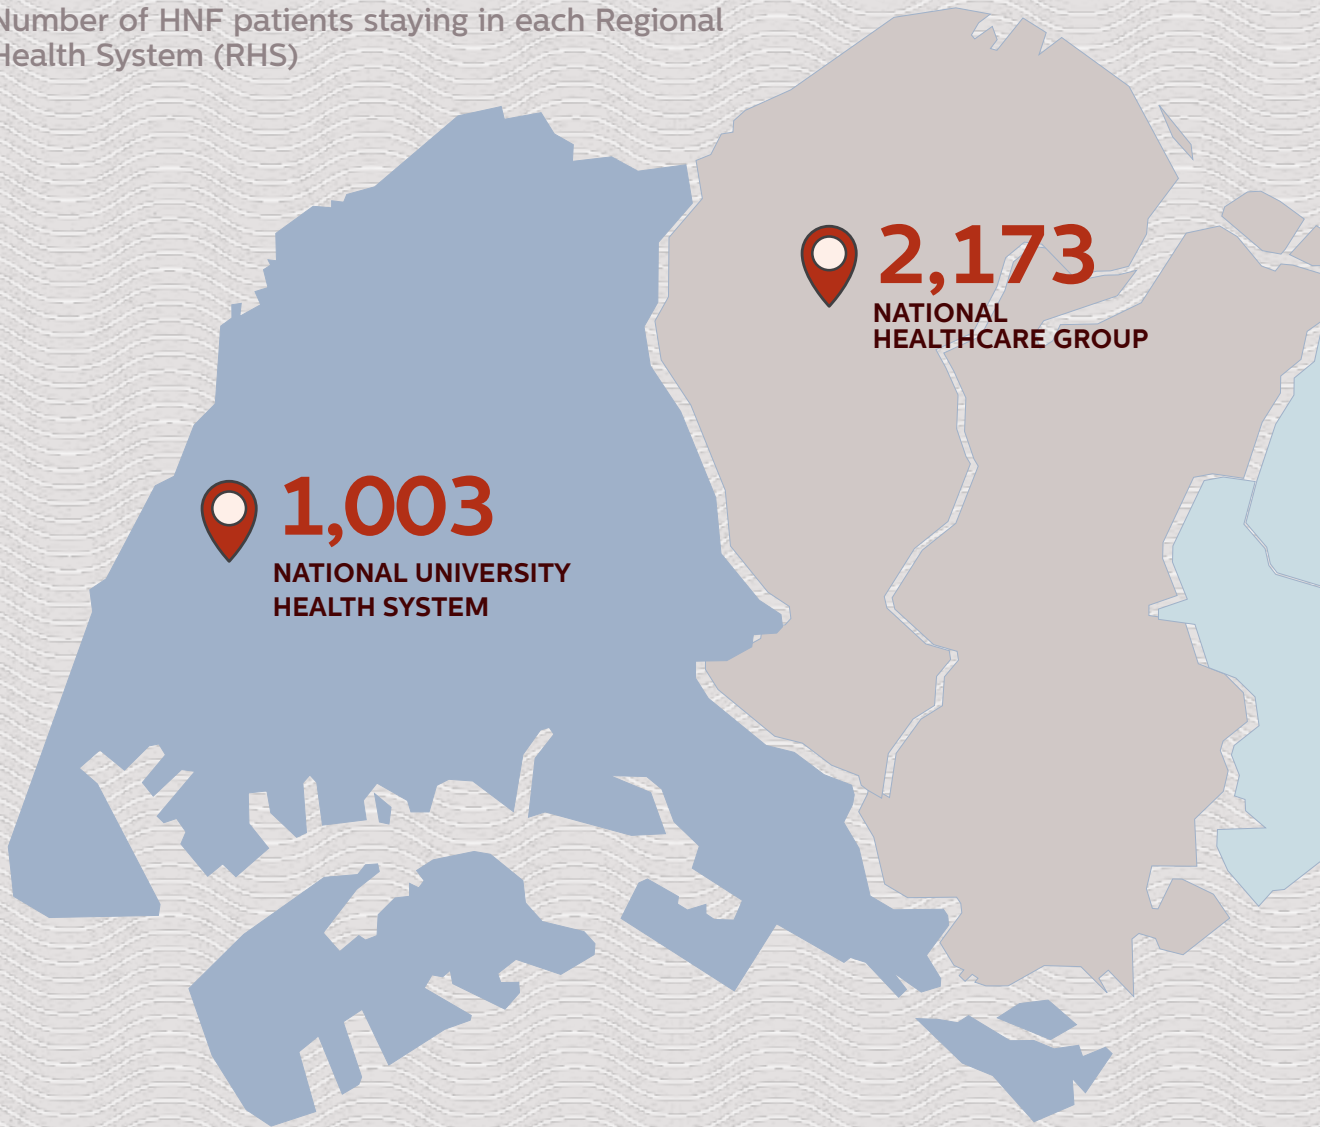 Number of HNF patients staying in each Regional
Health System (RHS)
2,173
NATIONAL
HEALTHCARE GROUP
1,003
NATIONAL UNIVERSITY
HEALTH SYSTEM